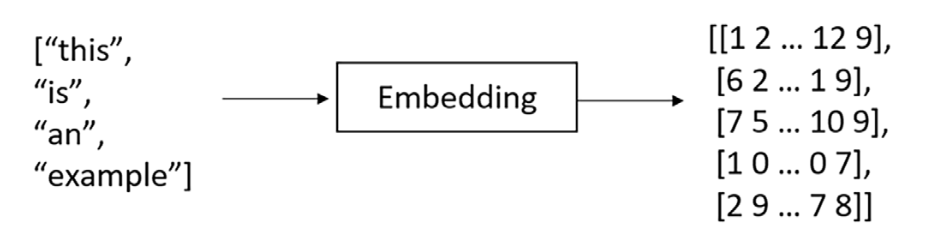 [“this”,
“is”,
“an”,
“example”]
Embedding
[[1 2 ... 12 9],
[6 2 ... 1 9],
[7 5 ... 10 9],
[1 0 ... 0 7],
[2 9 ... 7 8]]